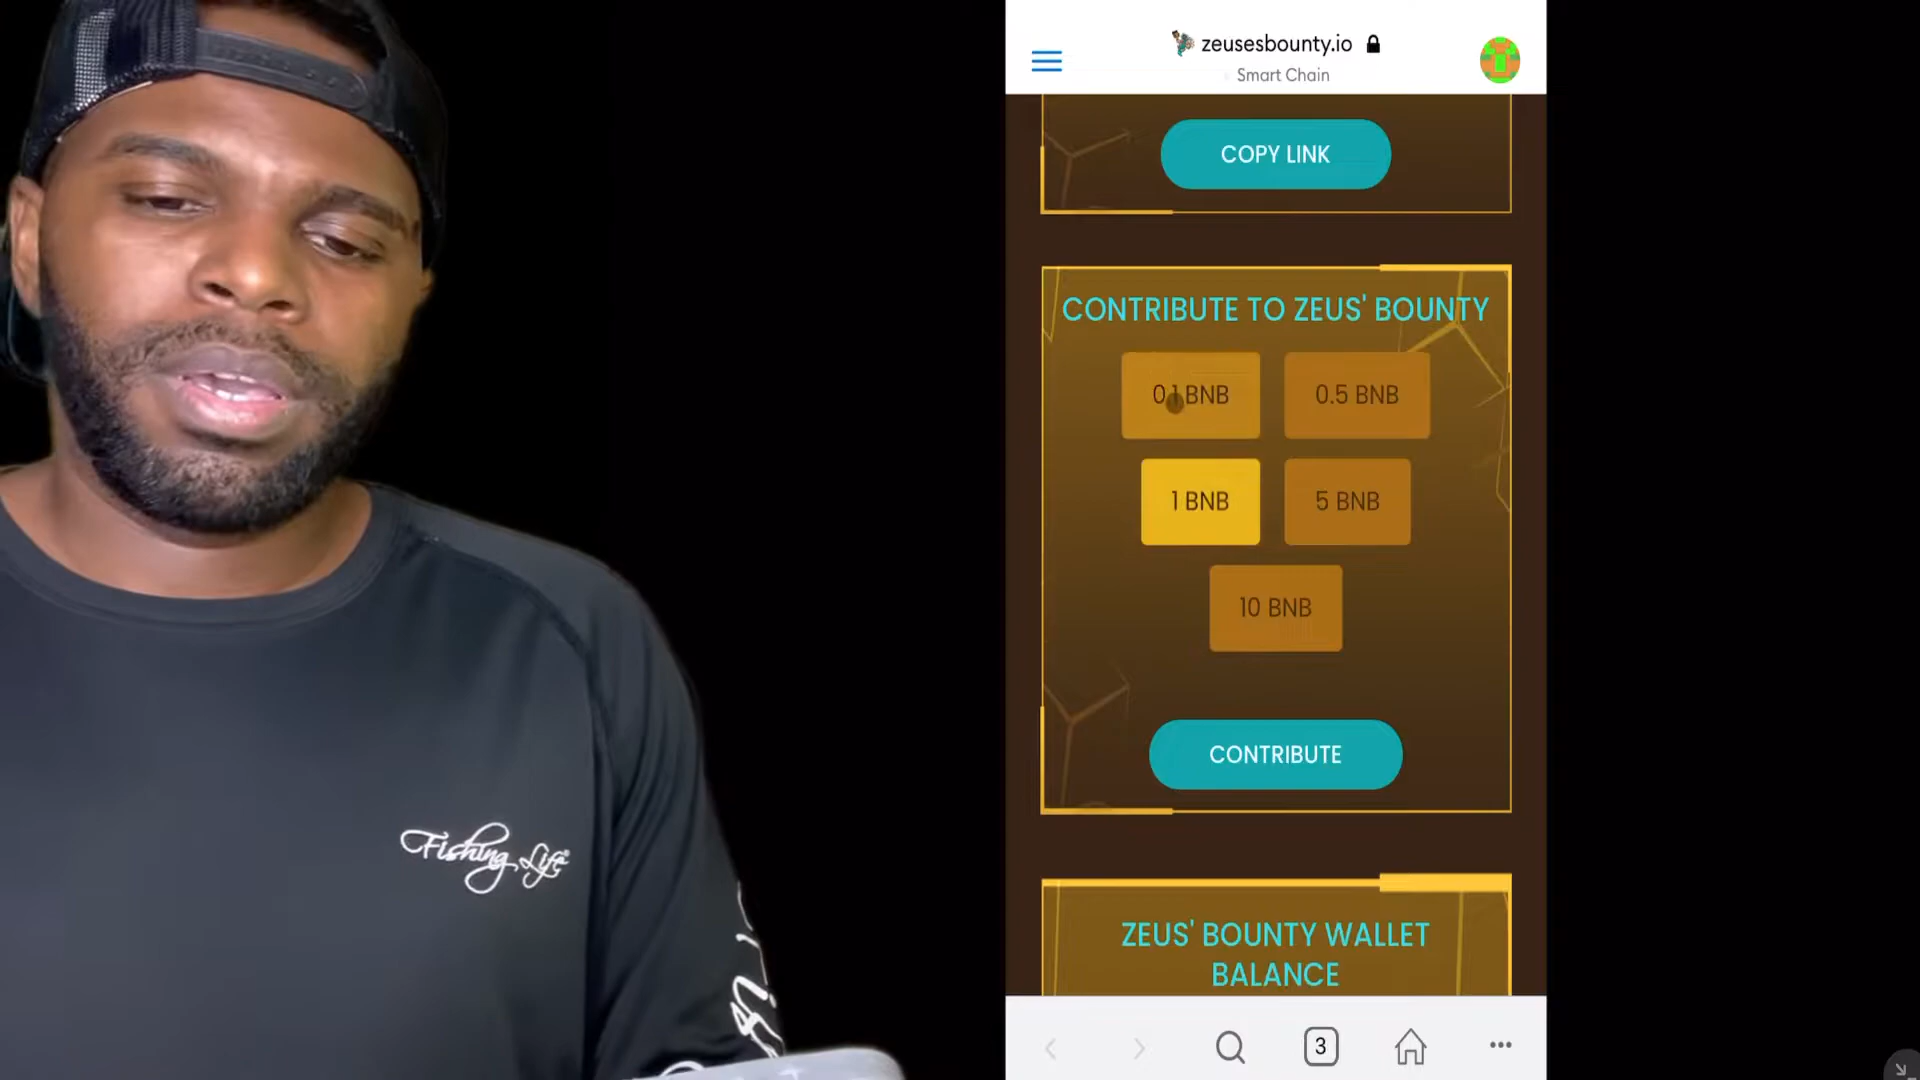 zeusesbounty.io
Smart Chain
COPY LINK
CONTRIBUTE TO ZEUS' BOUNTY
0.1 BNB
0.5 BNB
1 BNB
5 BNB
10 BNB
CONTRIBUTE
ZEUS' BOUNTY WALLET
BALANCE
3
Fishing Life®